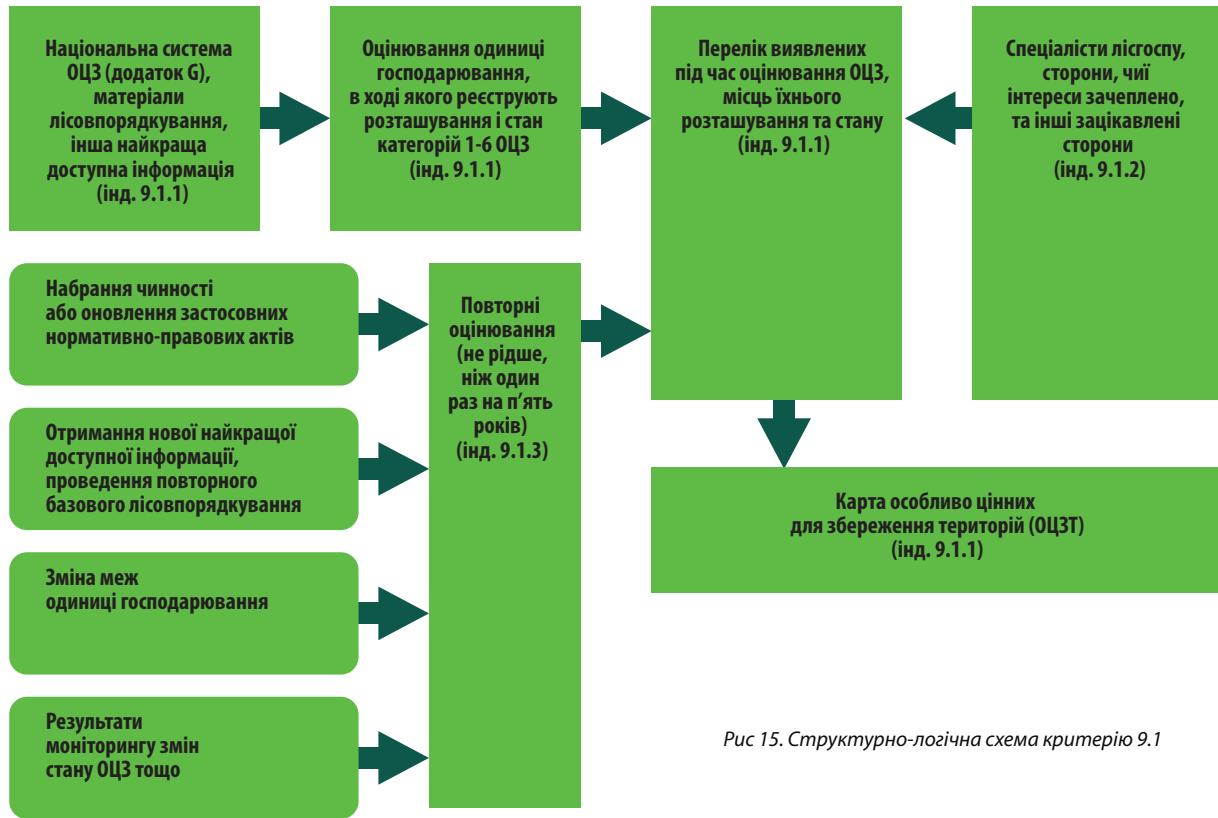 Національна система
ОЦЗ (додаток G),
матеріали
лісовпорядкування,
інша найкраща
доступна інформація
(інд. 9.1.1)
Оцінювання одиниці
господарювання,
в ході якого реєструють
розташування і стан
категорій 1-6 ОЦЗ
(інд. 9.1.1)
Перелік виявлених
під час оцінювання ОЦЗ,
місць їхнього
розташування та стану
(інд. 9.1.1)
Спеціалісти лісгоспу,
сторони, чиї
інтереси зачеплено,
та інші зацікавлені
сторони
(інд. 9.1.2)
Набрання чинності
або оновлення застосовних
нормативно-правових актів
Отримання нової найкращої
доступної інформації,
проведення повторного
базового лісовпорядкування
Зміна меж
одиниці господарювання
Результати
моніторингу змін
стану ОЦЗ тощо
Повторні
оцінювання
(не рідше,
ніж один
раз на п’ять
років)
(інд. 9.1.3)
Карта особливо цінних
для збереження територій (ОЦЗТ)
(інд. 9.1.1)
Рис 15. Структурно-логічна схема критерію 9.1